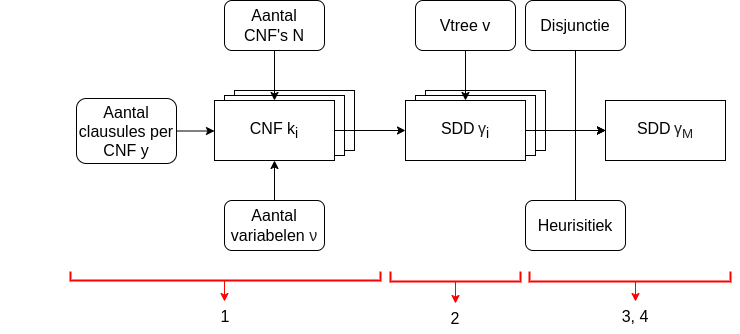 Aantal
CNF's N
Vtree v
Disjunctie
Aantal
clausules per
CNF y
CNF kᵢ
SDD γᵢ
SDD γ_M
Aantal
variabelen ν
Heurisitiek
1
2
3, 4